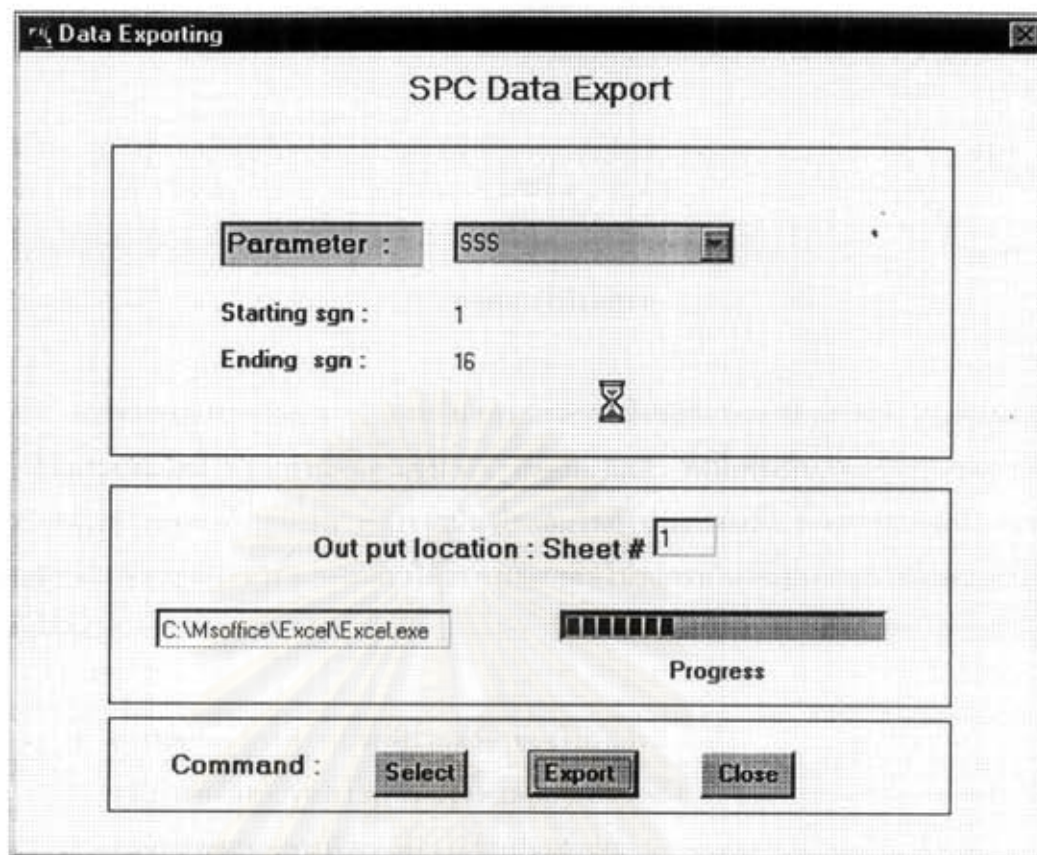 Data Exporting
SPC Data Export
Parameter : SSS
Starting sgn : 1
Ending sgn : 16
Out put location : Sheet # 1
C:\Msoffice\Excel\Excel.exe
Progress
Command : Select Export Close